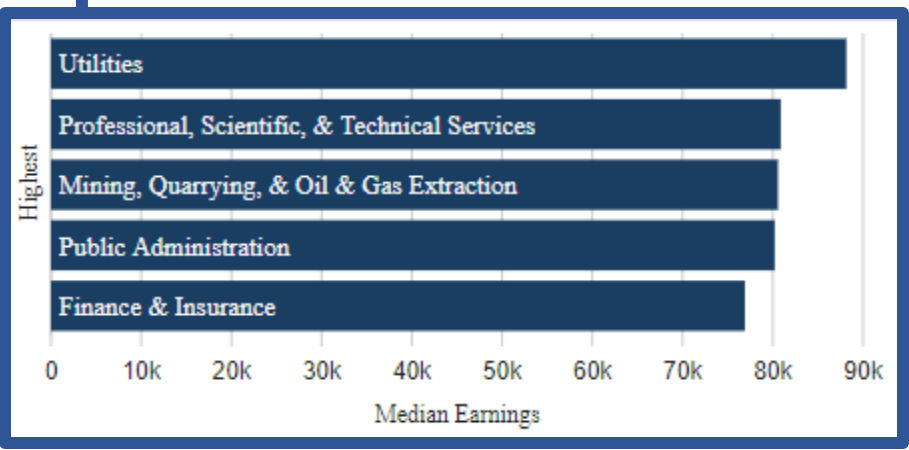 Highest
Utilities
Professional, Scientific, & Technical Services
Mining, Quarrying, & Oil & Gas Extraction
Public Administration
Finance & Insurance
0 10k 20k 30k 40k 50k 60k 70k 80k 90k
Median Earnings